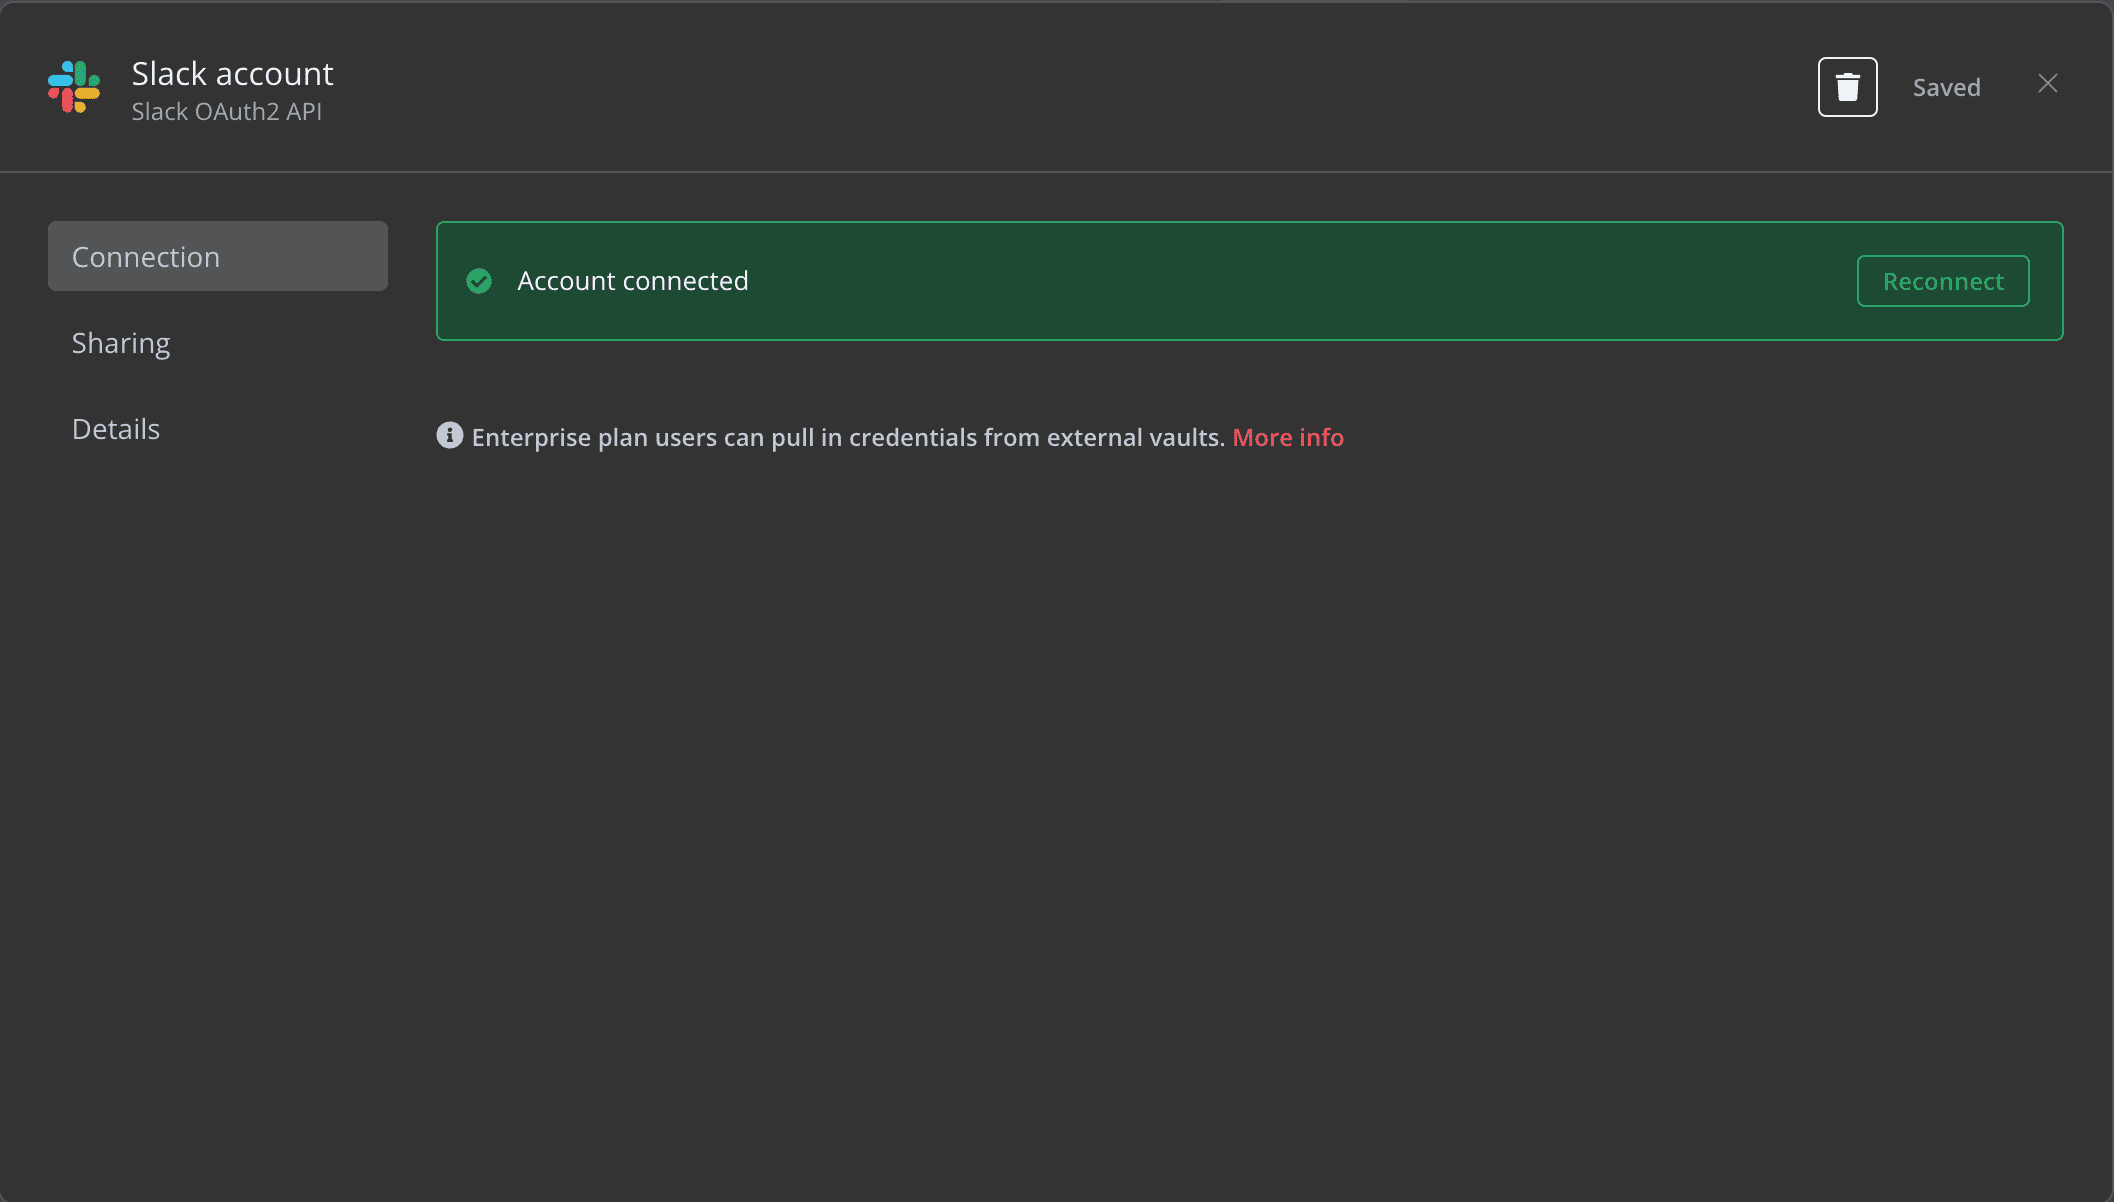 Slack account
Slack OAuth2 API
Saved
Connection
Sharing
Details
Account connected
Reconnect
Enterprise plan users can pull in credentials from external vaults. More info